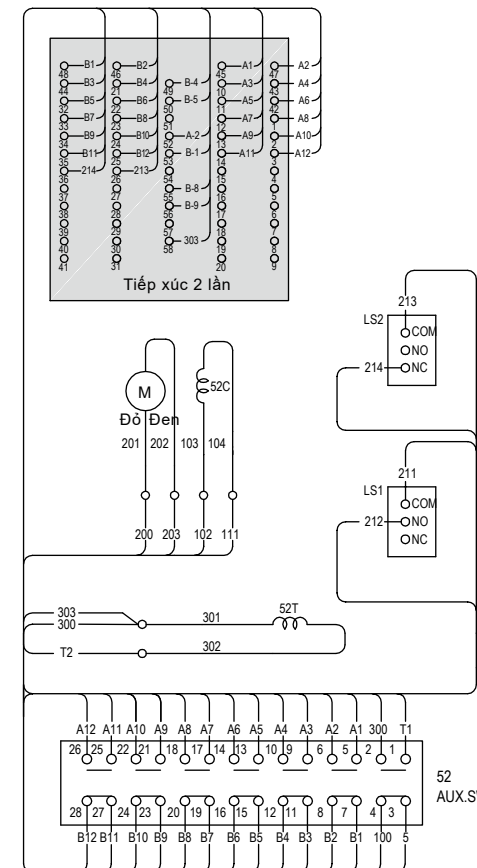 B1 B2 A1 A2
48 46 45 47
B3 B4 B-4 A3 A4
44 21 49 10 43
B5 B6 B-5 A5 A6
32 22 50 11 42
B7 B8 A7 A8
33 23 51 12 1
B9 B10 A-2 A9 A10
34 24 52 13 2
B11 B12 B-1 A11 A12
35 25 53 14 3
214 213
36 26 54 15 4
B-8
37 27 55 16 5
B-9
38 28 56 17 6
39 29 57 18 7
303
40 30 58 19 8
41 31 20 9
Tiếp xúc 2 lần
213
LS2
COM
NO
214 NC
M
52C
Đỏ Đen
201 202 103 104
200 203 102 111
211
LS1
COM
212 NO
NC
303
300 301 52T
T2 302
A12 A11 A10 A9 A8 A7 A6 A5 A4 A3 A2 A1 300 T1
26 25 22 21 18 17 14 13 10 9 6 5 2 1
52
AUX.S
28 27 24 23 20 19 16 15 12 11 8 7 4 3
B12 B11 B10 B9 B8 B7 B6 B5 B4 B3 B2 B1 100 5